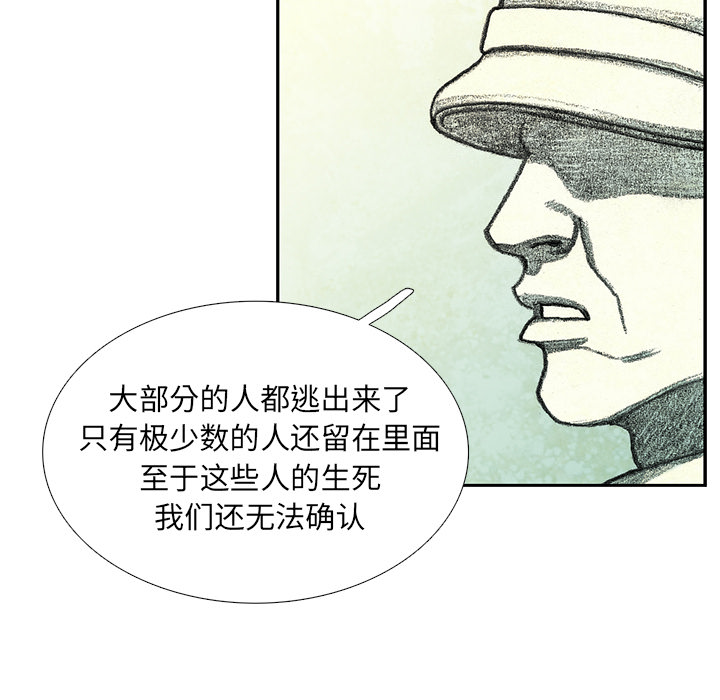 大部分的人都逃出来了
只有极少数的人还留在里面
至于这些人的生死
我们还无法确认